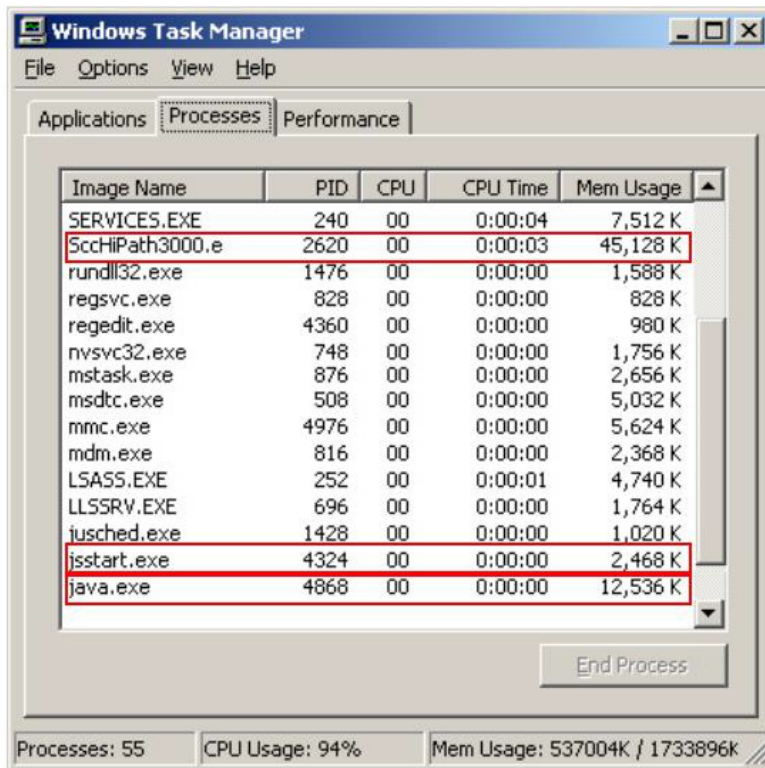 Windows Task Manager
File Options View Help
Applications Processes Performance
Image Name PID CPU CPU Time Mem Usage
SERVICES.EXE 240 00 0:00:04 7,512 K
SccHiPath3000.e 2620 00 0:00:03 45,128 K
rundll32.exe 1476 00 0:00:00 1,588 K
regsvc.exe 828 00 0:00:00 828 K
regedit.exe 4360 00 0:00:00 980 K
nvsvc32.exe 748 00 0:00:00 1,756 K
mstask.exe 876 00 0:00:00 2,656 K
msdtc.exe 508 00 0:00:00 5,032 K
mmc.exe 4976 00 0:00:00 5,624 K
mdm.exe 816 00 0:00:00 2,368 K
LSASS.EXE 252 00 0:00:01 4,740 K
LLSSRV.EXE 696 00 0:00:00 1,764 K
jusched.exe 1428 00 0:00:00 1,020 K
jsstart.exe 4324 00 0:00:00 2,468 K
java.exe 4868 00 0:00:00 12,536 K
End Process
Processes: 55 CPU Usage: 94% Mem Usage: 537004K / 1733896K